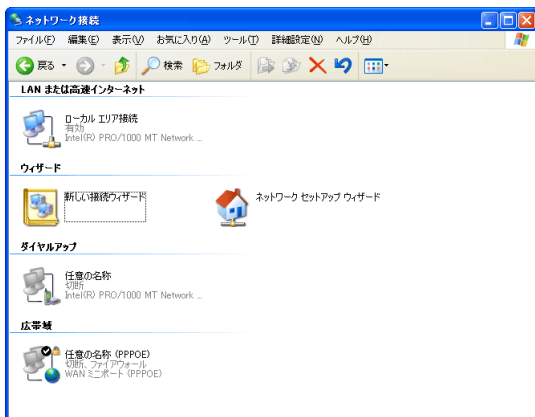 ネットワーク接続
ファイル(F) 編集(E) 表示(V) お気に入り(A) ツール(T) 詳細設定(N) ヘルプ(H)
戻る 検索 フォルダ
LAN または高速インターネット
ローカル エリア接続
有効
Intel(R) PRO/1000 MT Network ...
ウィザード
新しい接続ウィザード
ネットワーク セットアップ ウィザード
ダイヤルアップ
任意の名称
切断
Intel(R) PRO/1000 MT Network ...
広帯域
任意の名称 (PPPOE)
切断、ファイアウォール
WAN ミニポート (PPPOE)